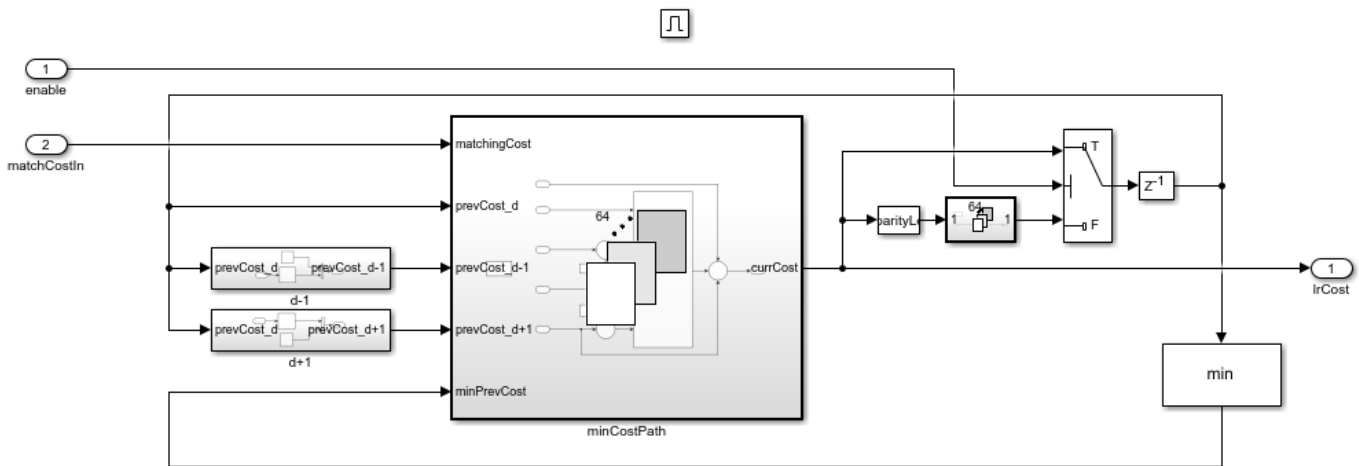 1
enable
2
matchCostIn
matchingCost
prevCost_d
prevCost_d prevCost_d-1
d-1
prevCost_d-1
prevCost_d prevCost_d+1
d+1
prevCost_d+1
minPrevCost
64
currCost
minCostPath
arityL
64
1 1
T
F
Z-1
1
lrCost
min